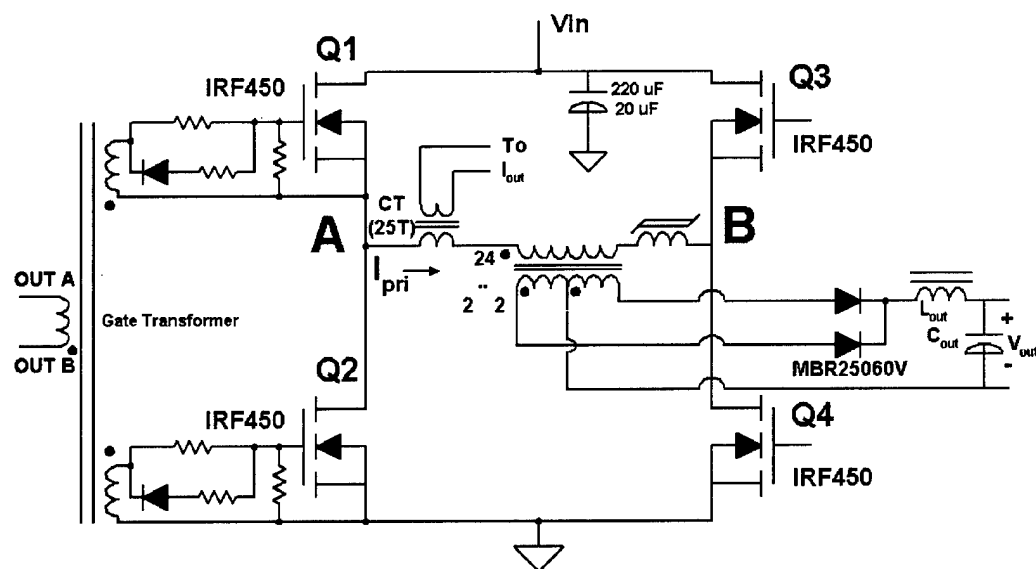 Vin
Q1
IRF450
220 uF
20 uF
Q3
IRF450
To
Iout
CT
(25T)
A
B
24
Ipri
2 .. 2
OUT A
Gate Transformer
OUT B
Lout
Cout
+
Vout
-
MBR25060V
Q2
IRF450
Q4
IRF450